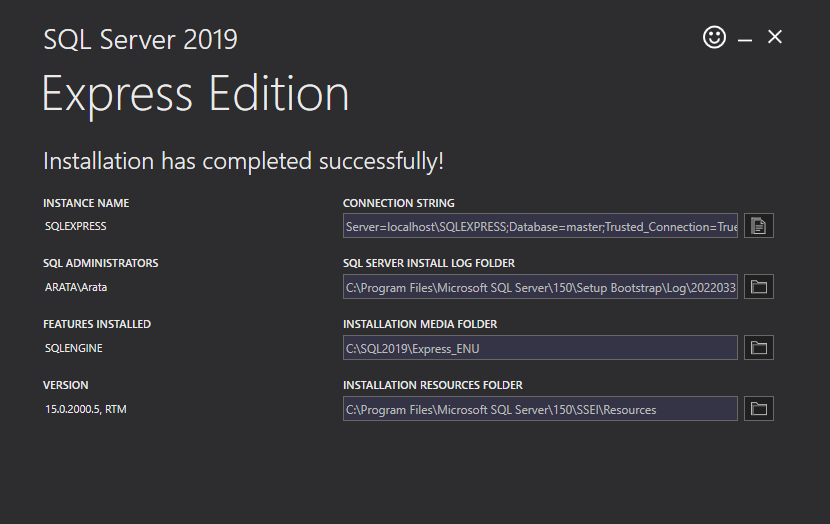 SQL Server 2019
Express Edition
Installation has completed successfully!
INSTANCE NAME
SQLEXPRESS
CONNECTION STRING
Server=localhost\SQLEXPRESS;Database=master;Trusted_Connection=True
SQL ADMINISTRATORS
ARATA\Arata
SQL SERVER INSTALL LOG FOLDER
C:\Program Files\Microsoft SQL Server\150\Setup Bootstrap\Log\2022033
FEATURES INSTALLED
SQLENGINE
INSTALLATION MEDIA FOLDER
C:\SQL2019\Express_ENU
VERSION
15.0.2000.5, RTM
INSTALLATION RESOURCES FOLDER
C:\Program Files\Microsoft SQL Server\150\SSEI\Resources